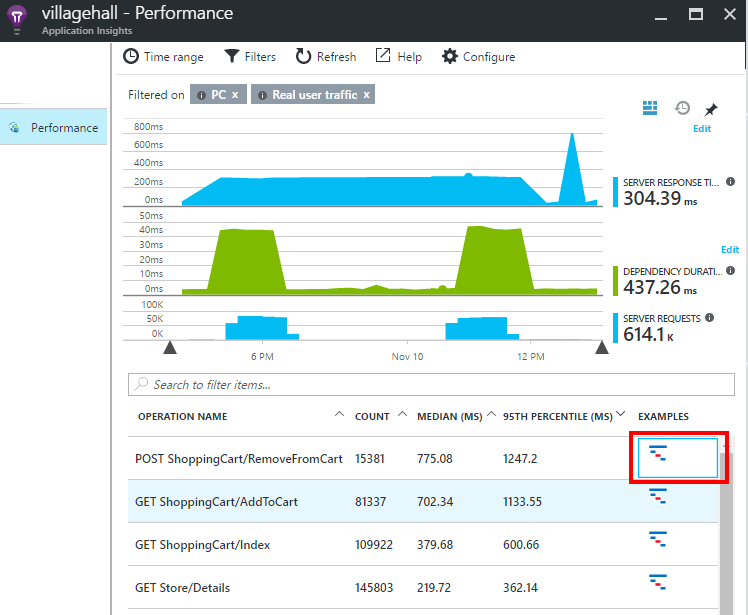 villagehall - Performance
Application Insights
Time range Filters Refresh Help Configure
Performance
Filtered on PC x Real user traffic x
Edit
800ms
600ms
400ms
200ms
0ms
SERVER RESPONSE TI...
304.39 ms
50ms
40ms
30ms
20ms
10ms
0ms
Edit
DEPENDENCY DURATI...
437.26 ms
100K
50K
0K
SERVER REQUESTS
614.1 K
6 PM Nov 10 12 PM
Search to filter items...
OPERATION NAME COUNT MEDIAN (MS) 95TH PERCENTILE (MS) EXAMPLES
POST ShoppingCart/RemoveFromCart 15381 775.08 1247.2
GET ShoppingCart/AddToCart 81337 702.34 1133.55
GET ShoppingCart/Index 109922 379.68 600.66
GET Store/Details 145803 219.72 362.14